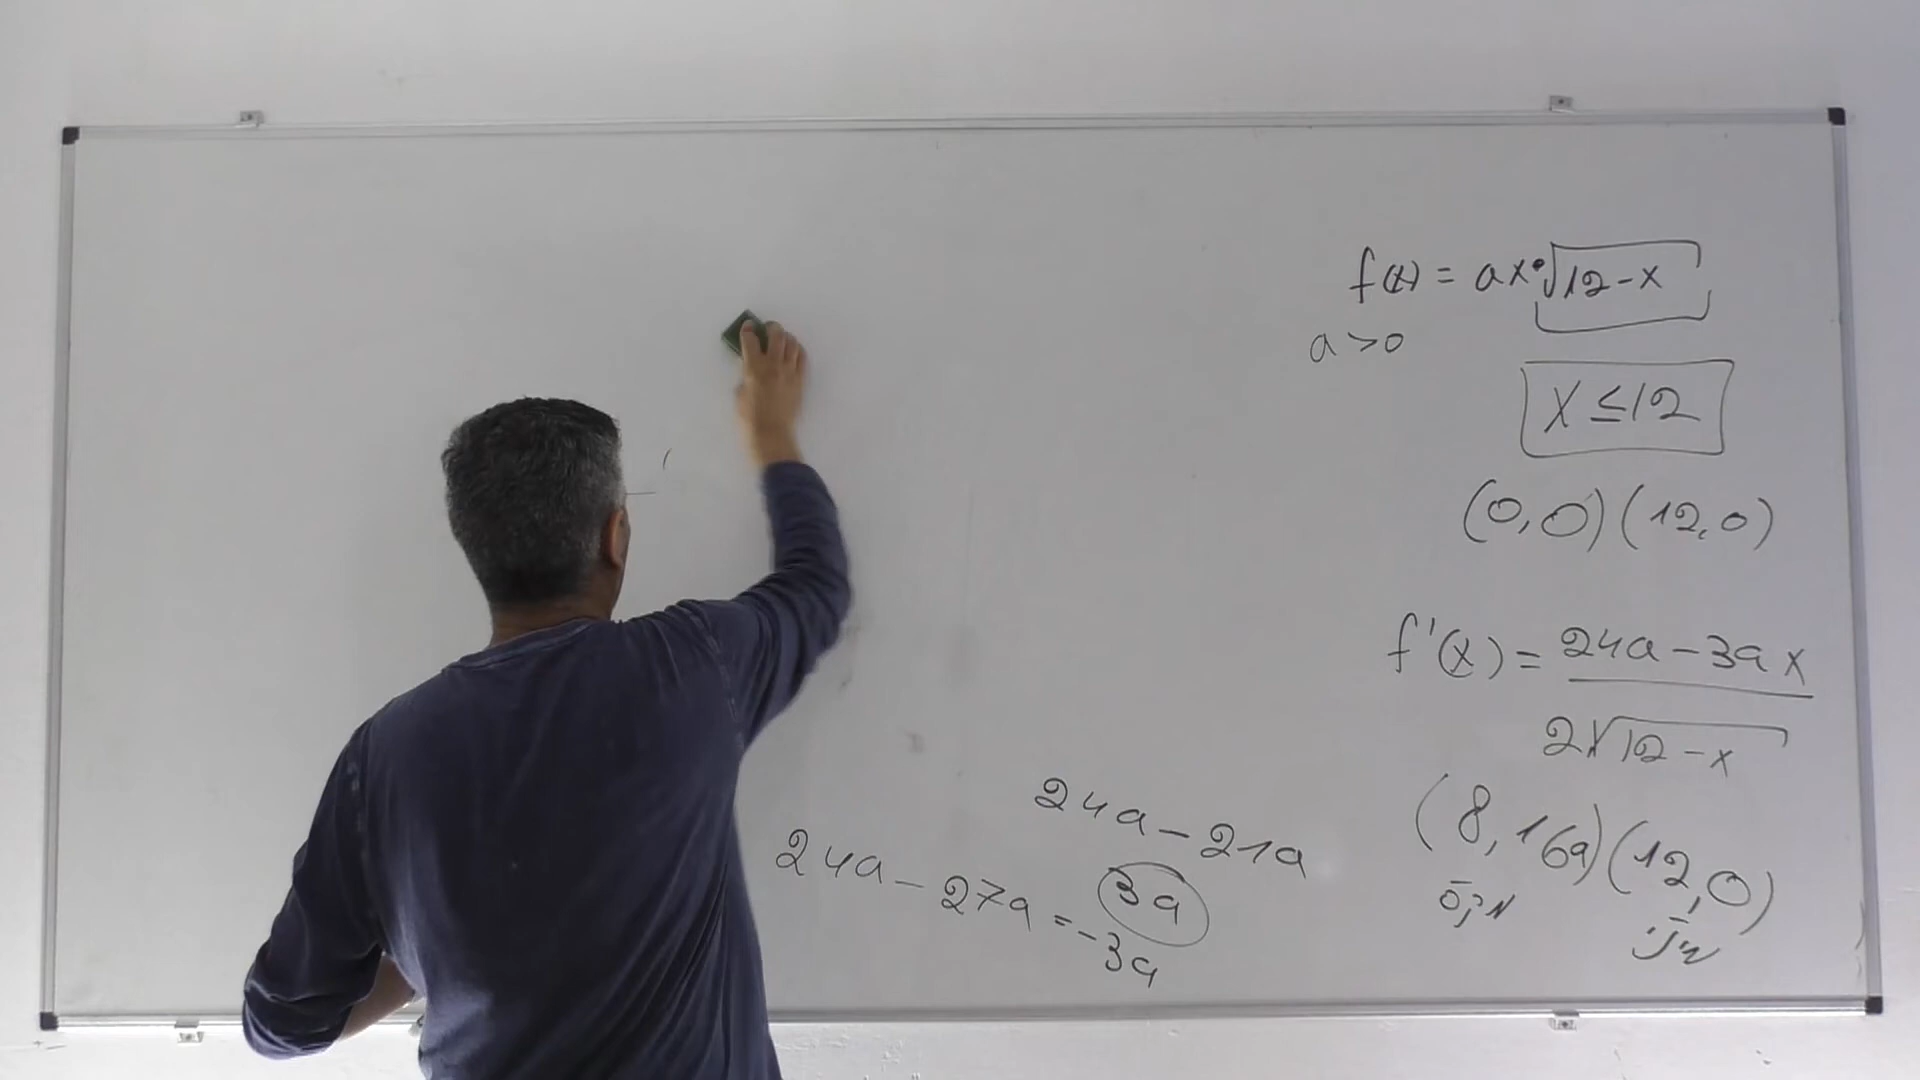 f(x) = ax•√12-x
a>0
x ≤ 12
(0,0) (12,0)
f'(x) = 24a-3ax
2√12-x
(8,16a) (12,0)
24a-21a
3a
24a-27a = -3a